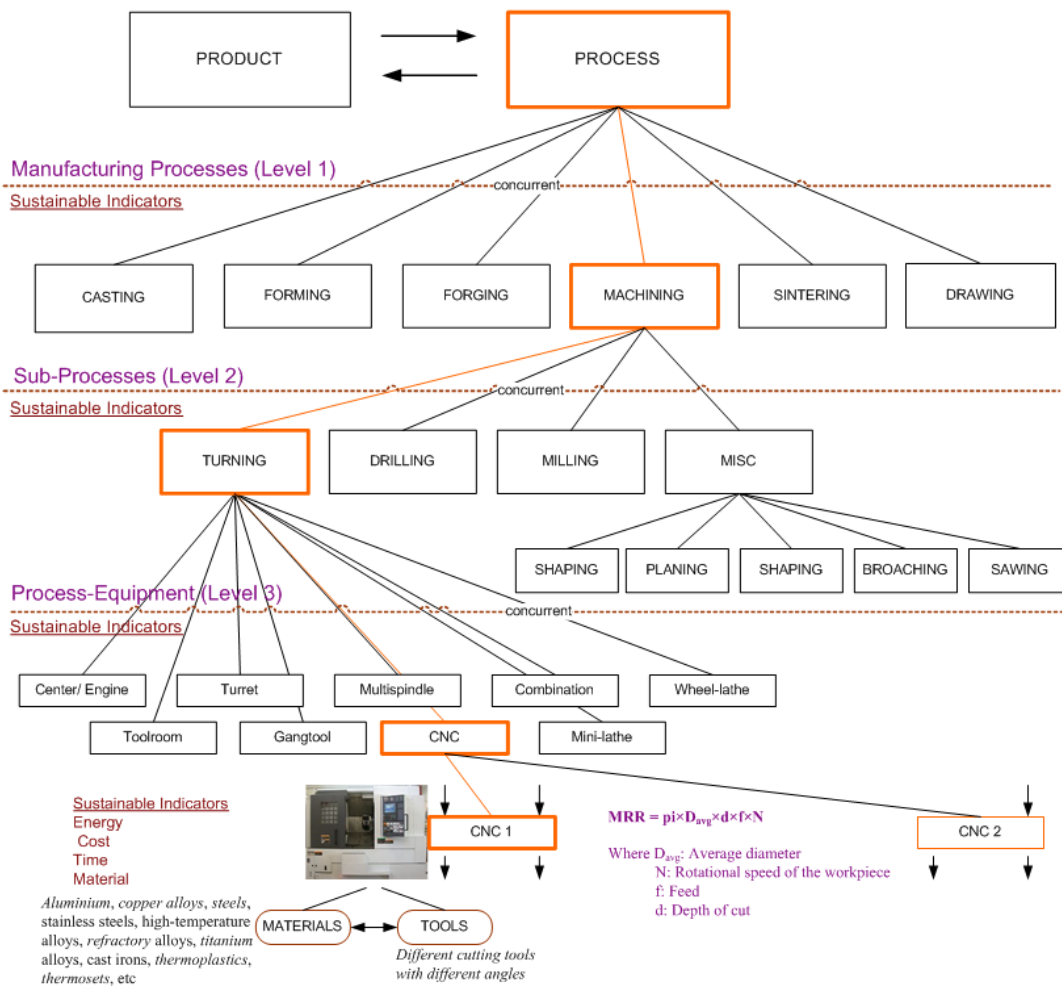 PRODUCT
PROCESS
Manufacturing Processes (Level 1)
concurrent
Sustainable Indicators
CASTING
FORMING
FORGING
MACHINING
SINTERING
DRAWING
Sub-Processes (Level 2)
concurrent
Sustainable Indicators
TURNING
DRILLING
MILLING
MISC
SHAPING
PLANING
SHAPING
BROACHING
SAWING
Process-Equipment (Level 3)
concurrent
Sustainable Indicators
Center/ Engine
Turret
Multispindle
Combination
Wheel-lathe
Toolroom
Gangtool
CNC
Mini-lathe
Sustainable Indicators
Energy
Cost
Time
Material
CNC 1
MRR = pi×Davg×d×f×N
Where Davg: Average diameter
N: Rotational speed of the workpiece
f: Feed
d: Depth of cut
CNC 2
Aluminium, copper alloys, steels,
stainless steels, high-temperature
alloys, refractory alloys, titanium
alloys, cast irons, thermoplastics,
thermosets, etc
MATERIALS
TOOLS
Different cutting tools
with different angles